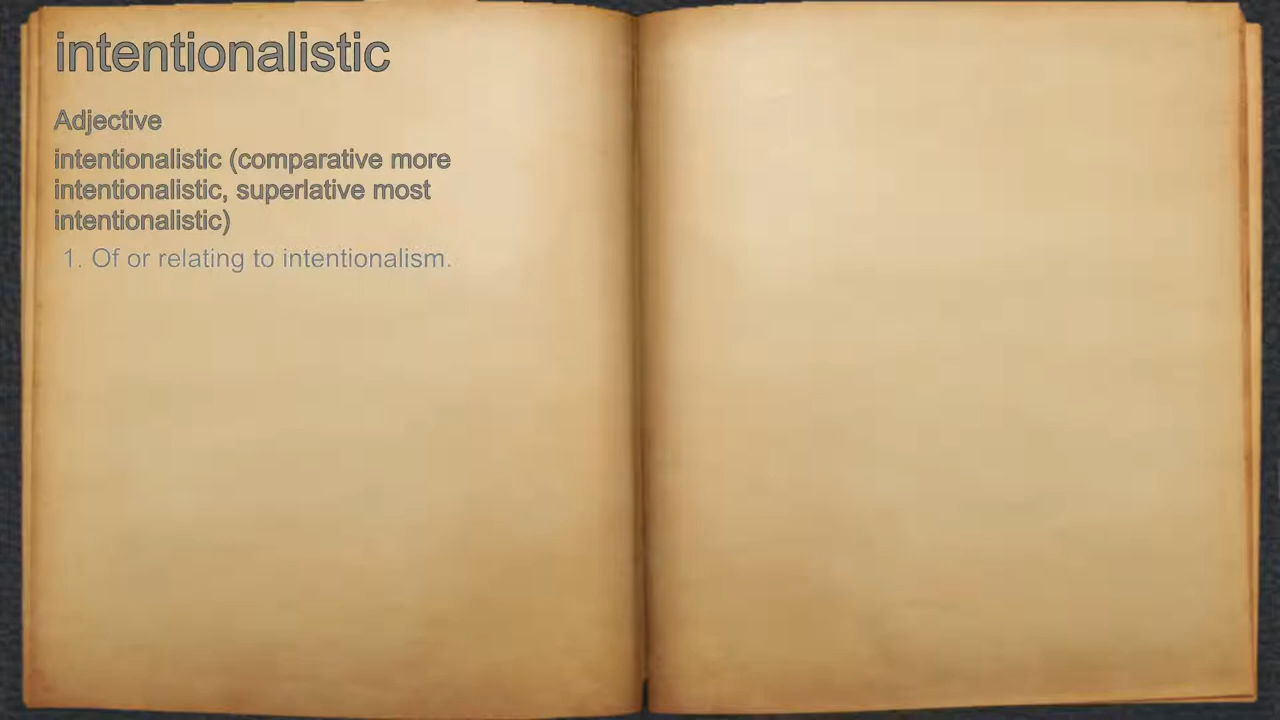 intentionalistic
Adjective
intentionalistic (comparative more
intentionalistic, superlative most
intentionalistic)
1. Of or relating to intentionalism.